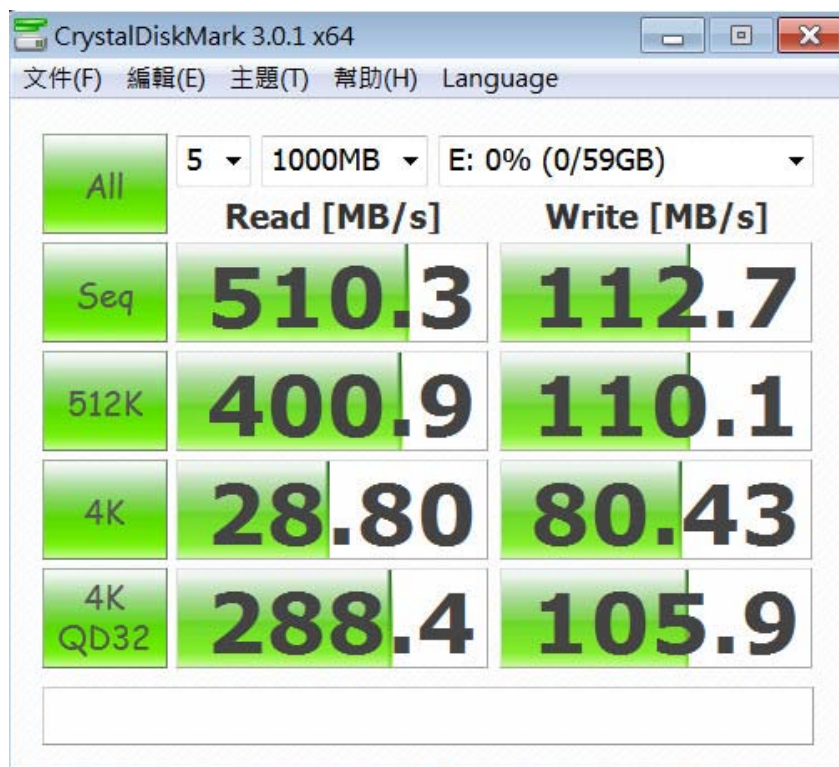 CrystalDiskMark 3.0.1 x64
文件(F) 編輯(E) 主題(T) 幫助(H) Language
All 5 1000MB E: 0% (0/59GB)
Read [MB/s] Write [MB/s]
Seq 510.3 112.7
512K 400.9 110.1
4K 28.80 80.43
4K QD32 288.4 105.9